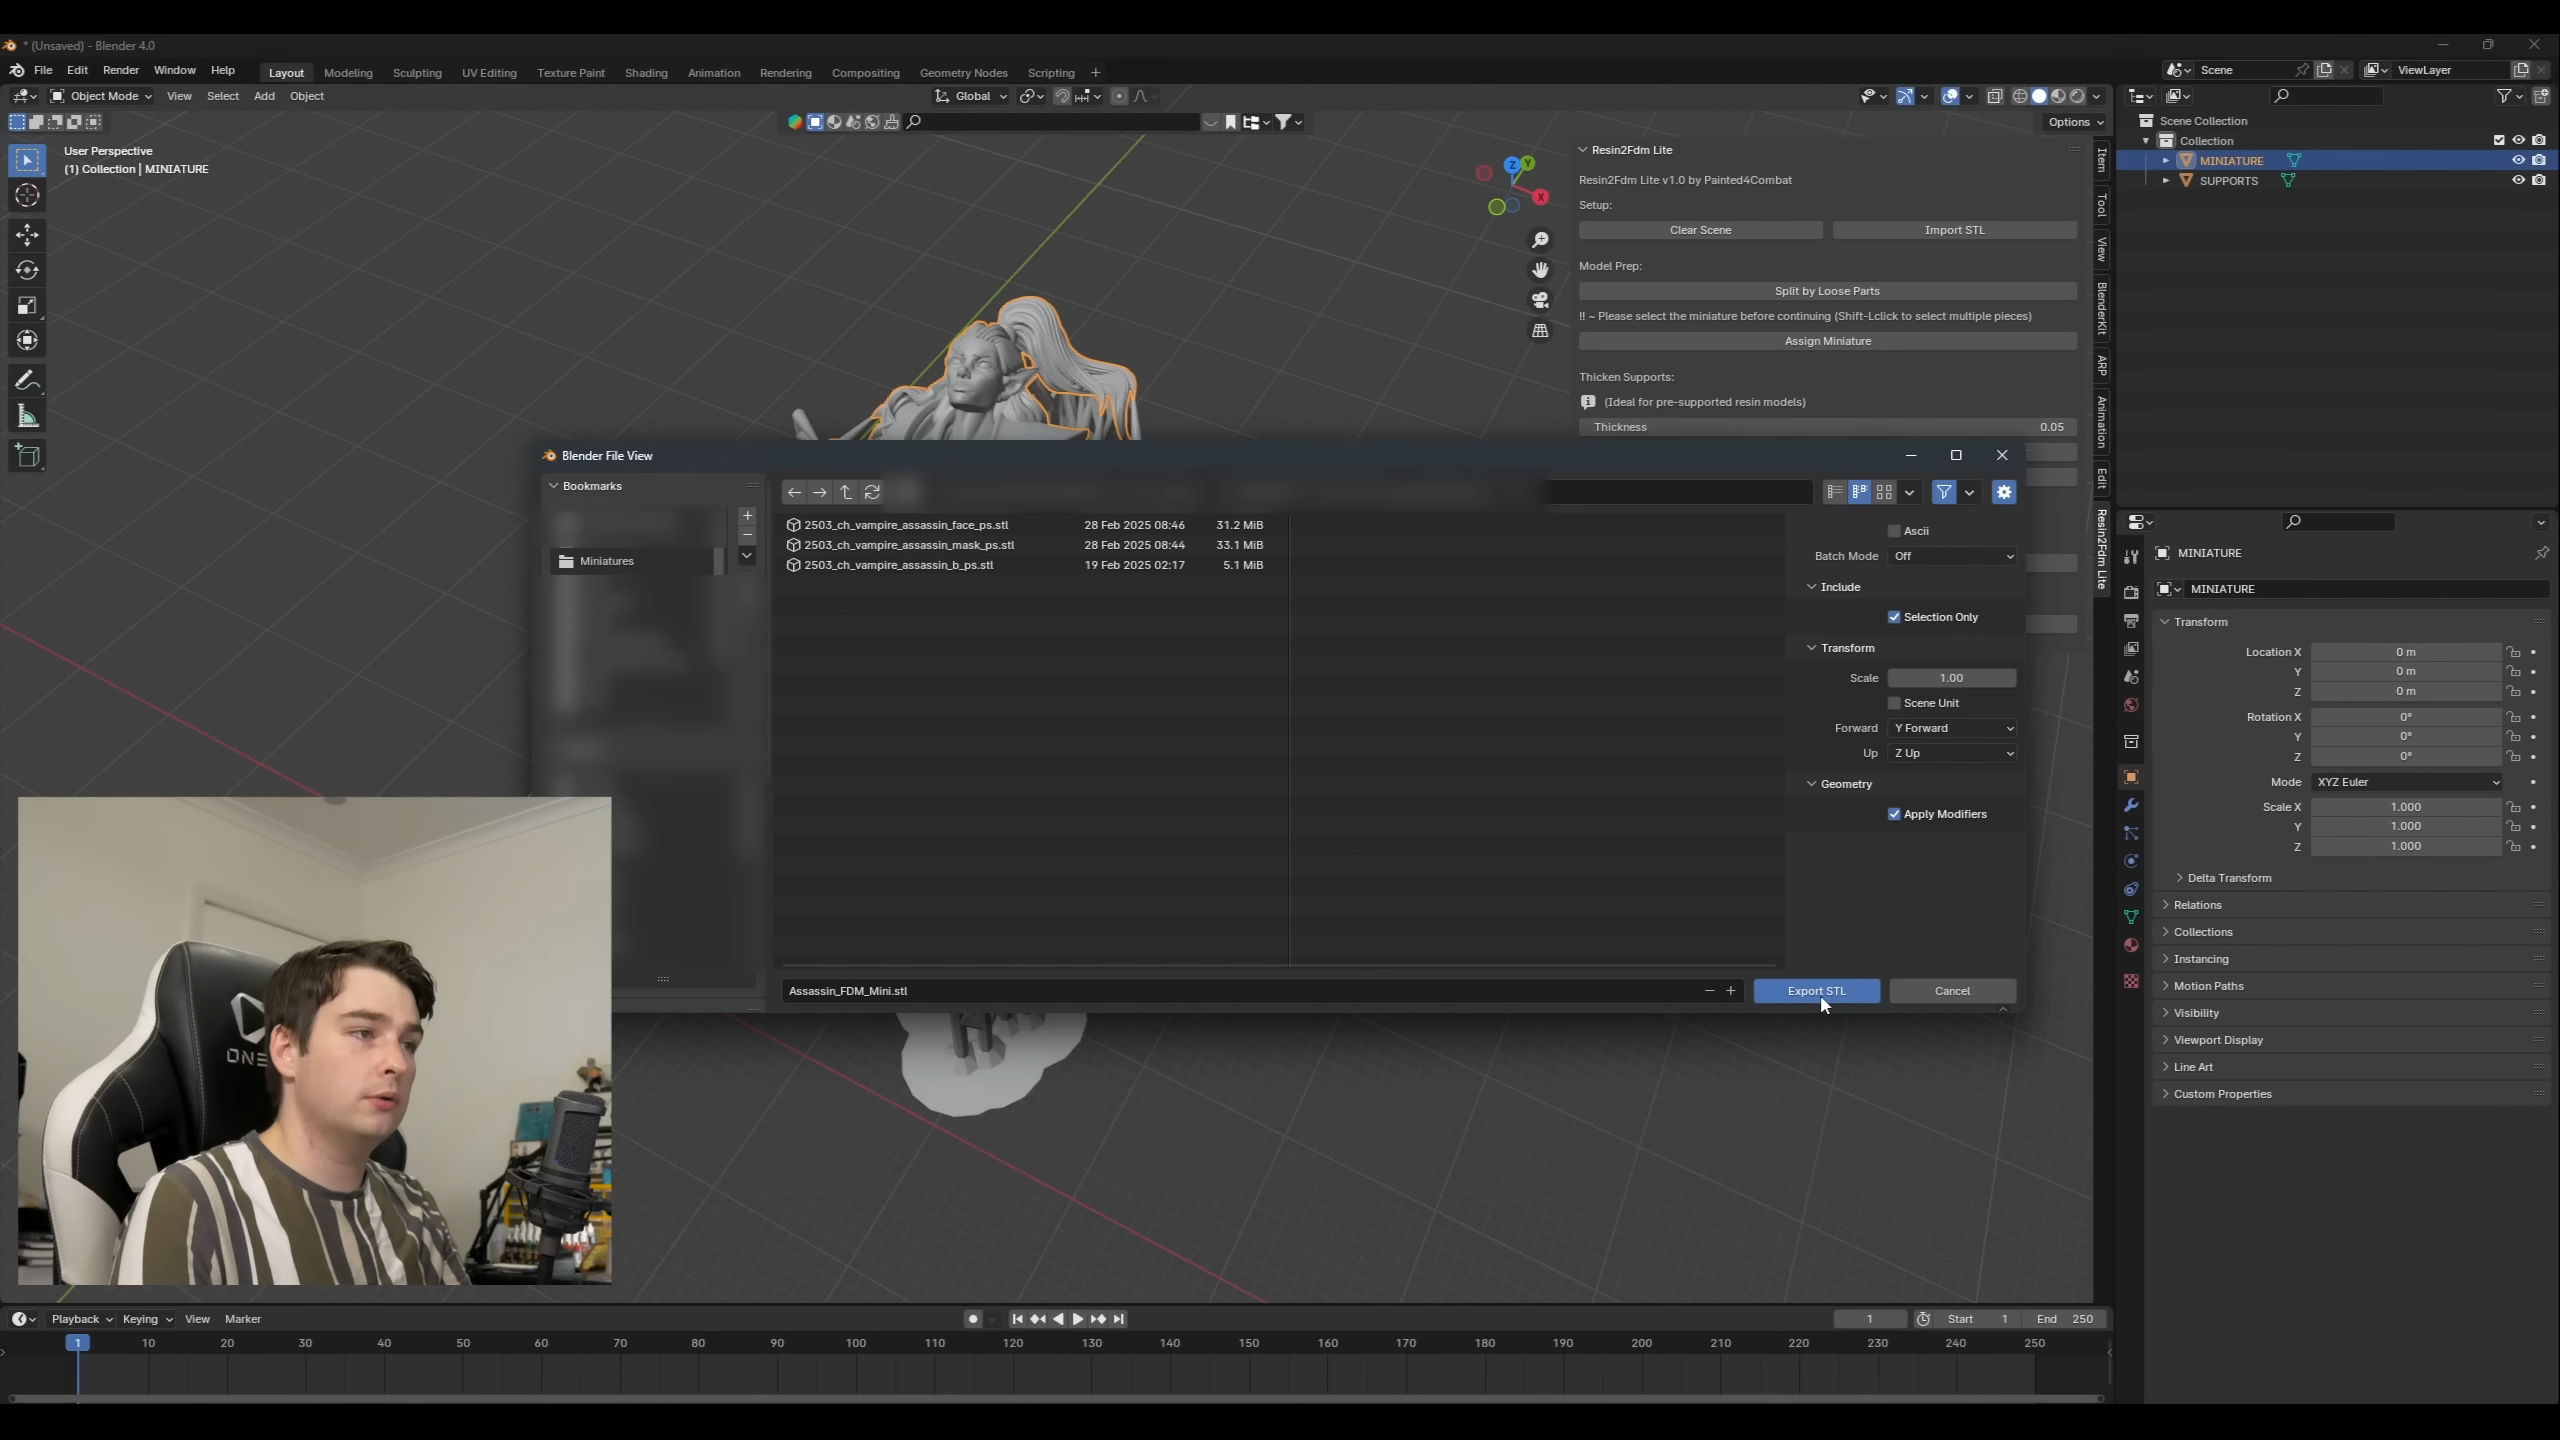 * (Unsaved) - Blender 4.0
File Edit Render Window Help
Layout Modeling Sculpting UV Editing Texture Paint Shading Animation Rendering Compositing Geometry Nodes Scripting +
Scene
ViewLayer
Object Mode View Select Add Object
Global
Options
User Perspective
(1) Collection | MINIATURE
Z
Y
X
Resin2Fdm Lite
Resin2Fdm Lite v1.0 by Painted4Combat
Setup:
Clear Scene
Import STL
Model Prep:
Split by Loose Parts
!! ~ Please select the miniature before continuing (Shift-Lclick to select multiple pieces)
Assign Miniature
Thicken Supports:
(Ideal for pre-supported resin models)
Thickness 0.05
Item
Tool
View
BlenderKit
ARP
Animation
Edit
Resin2Fdm Lite
Scene Collection
Collection
MINIATURE
SUPPORTS
Blender File View
Bookmarks
Miniatures
2503_ch_vampire_assassin_face_ps.stl 28 Feb 2025 08:46 31.2 MiB
2503_ch_vampire_assassin_mask_ps.stl 28 Feb 2025 08:44 33.1 MiB
2503_ch_vampire_assassin_b_ps.stl 19 Feb 2025 02:17 5.1 MiB
Ascii
Batch Mode Off
Include
Selection Only
Transform
Scale 1.00
Scene Unit
Forward Y Forward
Up Z Up
Geometry
Apply Modifiers
Assassin_FDM_Mini.stl
Export STL
Cancel
MINIATURE
MINIATURE
Transform
Location X 0 m
Y 0 m
Z 0 m
Rotation X 0°
Y 0°
Z 0°
Mode XYZ Euler
Scale X 1.000
Y 1.000
Z 1.000
Delta Transform
Relations
Collections
Instancing
Motion Paths
Visibility
Viewport Display
Line Art
Custom Properties
ONE
Playback Keying View Marker
1
Start 1
End 250
1 10 20 30 40 50 60 70 80 90 100 110 120 130 140 150 160 170 180 190 200 210 220 230 240 250